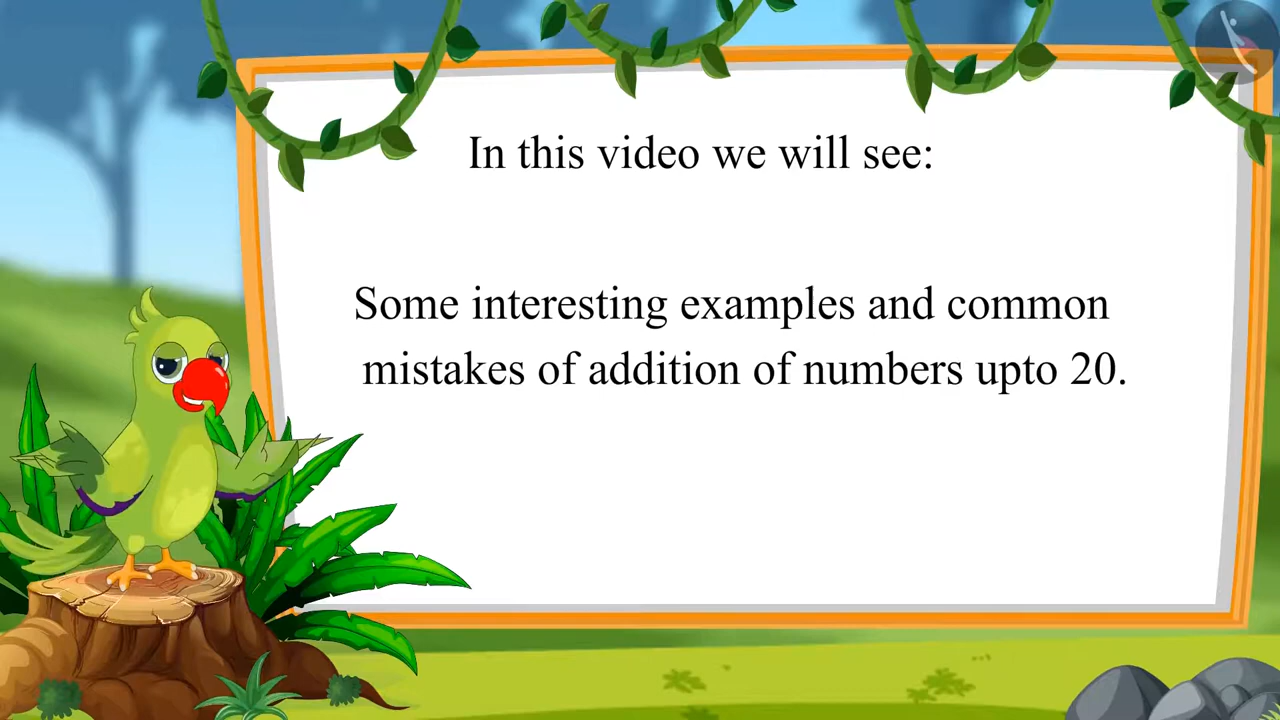 In this video we will see:
Some interesting examples and common
mistakes of addition of numbers upto 20.